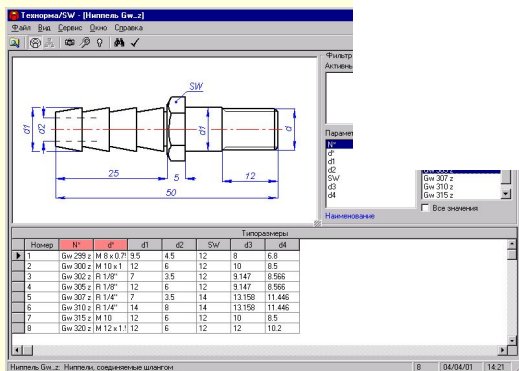 Технорма/SW - [Ниппель Gw_z]
Файл Вид Сервис Окно Справка
Фильтр
SW
d1
d2
d1
d
25
5
12
50
N°
d°
d1
d2
SW
d3
d4
Gw 307 z
Gw 310 z
Gw 315 z
Все значения
Наименование
Типоразмеры
Номер N° d° d1 d2 SW d3 d4
1 Gw 299 z M 8 x 0.7 9.5 4.5 12 8 6.8
2 Gw 300 z M 10 x 1 12 6 12 10 8.5
3 Gw 302 z R 1/8" 7 3.5 12 9.147 8.566
4 Gw 305 z R 1/8" 12 6 12 9.147 8.566
5 Gw 307 z R 1/4" 7 3.5 14 13.158 11.446
6 Gw 310 z R 1/4" 14 8 14 13.158 11.446
7 Gw 315 z M 10 12 6 12 10 8.5
8 Gw 320 z M 12 x 1. 12 6 12 12 10.2
Ниппель Gw_z: Ниппели, соединяемые шлангом 8 04/04/01 14:21